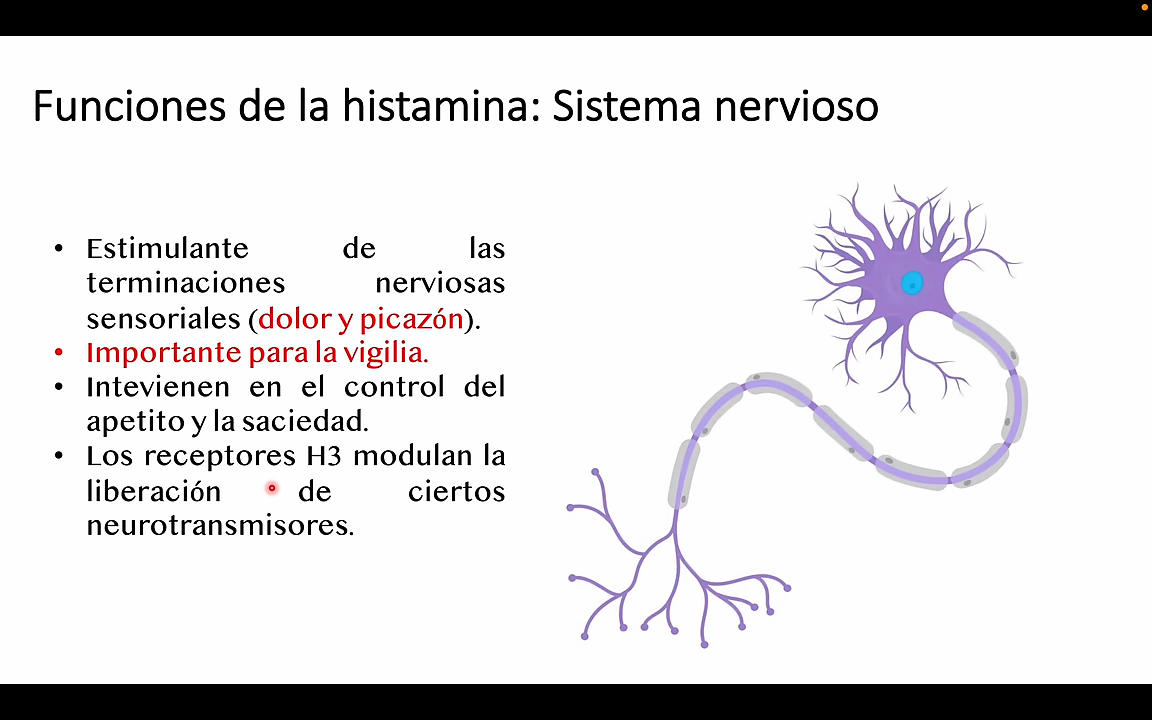 Funciones de la histamina: Sistema nervioso
• Estimulante de las
terminaciones nerviosas
sensoriales (dolor y picazón).
• Importante para la vigilia.
• Intevienen en el control del
apetito y la saciedad.
• Los receptores H3 modulan la
liberación de ciertos
neurotransmisores.